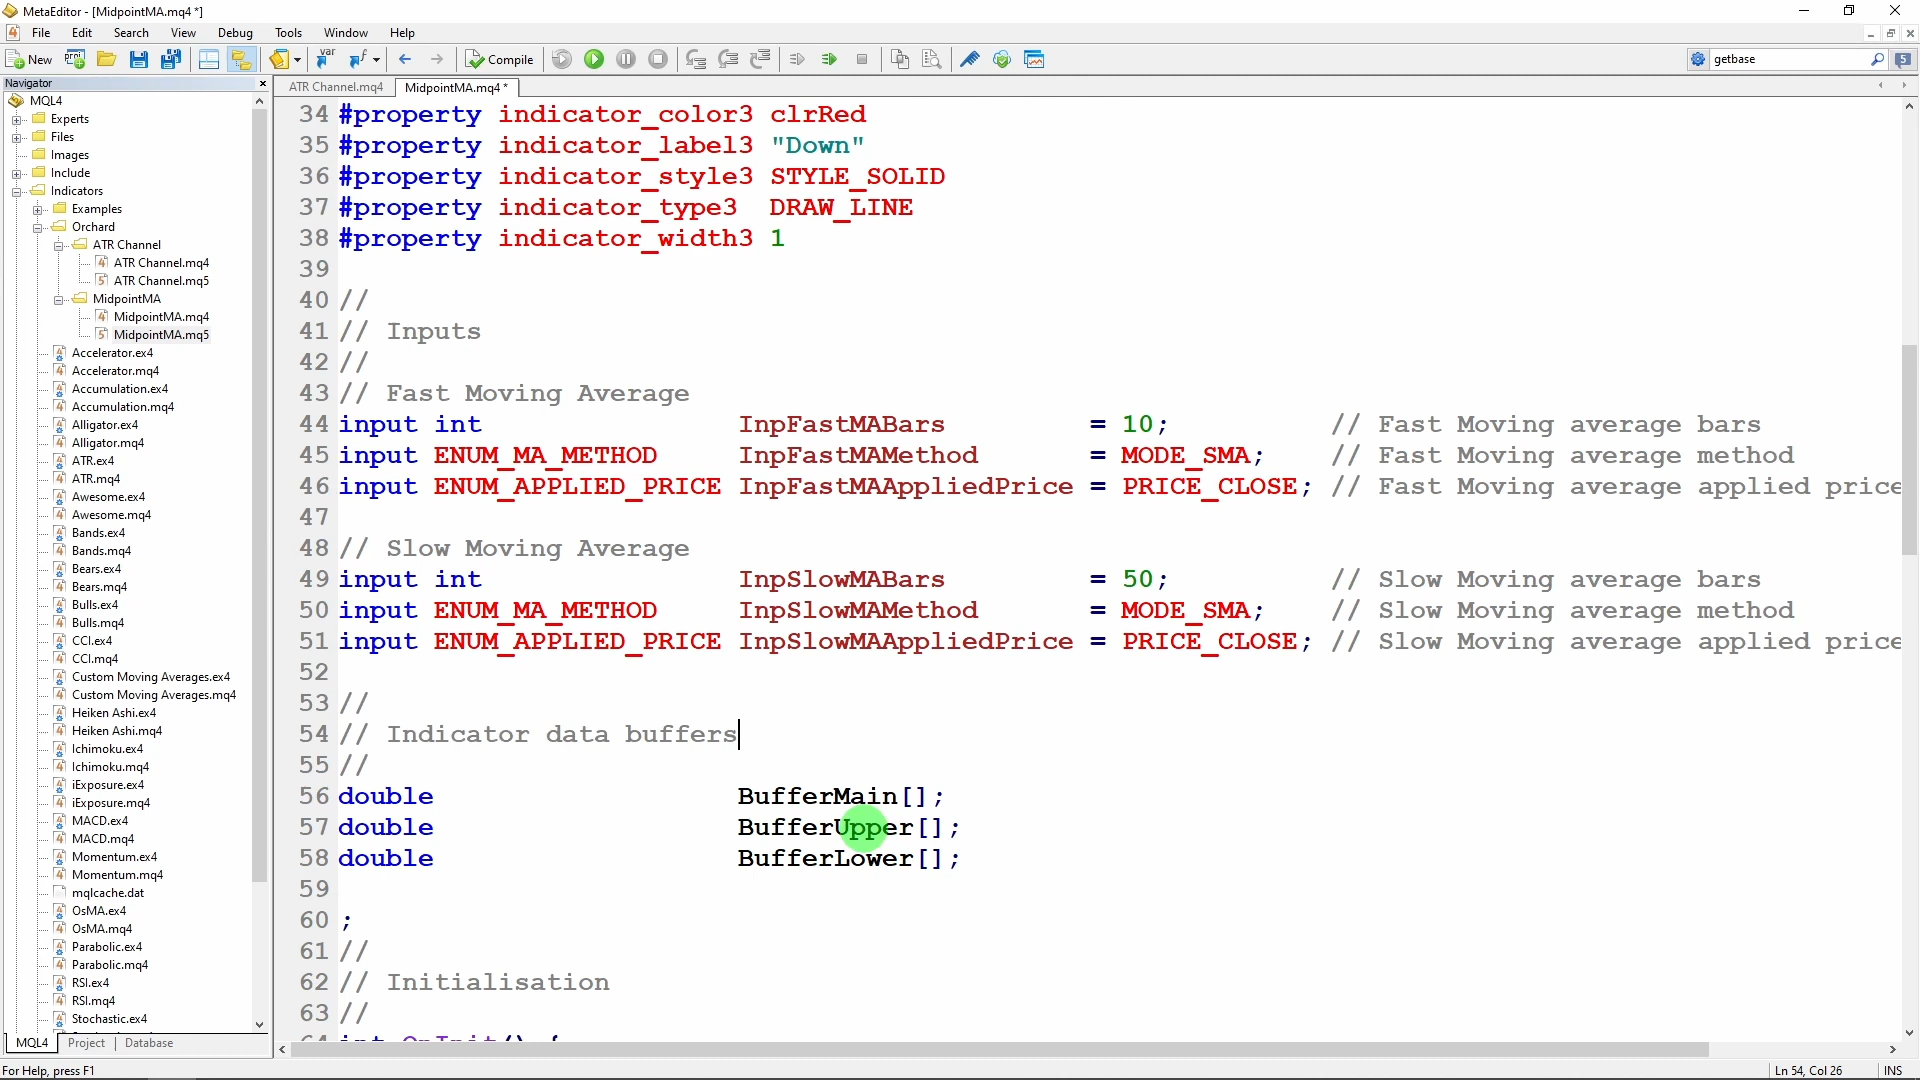 MetaEditor - [MidpointMA.mq4 *]
File Edit Search View Debug Tools Window Help
New Compile getbase
Navigator
MQL4
Experts
Files
Images
Include
Indicators
Examples
Orchard
ATR Channel
ATR Channel.mq4
ATR Channel.mq5
MidpointMA
MidpointMA.mq4
MidpointMA.mq5
Accelerator.ex4
Accelerator.mq4
Accumulation.ex4
Accumulation.mq4
Alligator.ex4
Alligator.mq4
ATR.ex4
ATR.mq4
Awesome.ex4
Awesome.mq4
Bands.ex4
Bands.mq4
Bears.ex4
Bears.mq4
Bulls.ex4
Bulls.mq4
CCI.ex4
CCI.mq4
Custom Moving Averages.ex4
Custom Moving Averages.mq4
Heiken Ashi.ex4
Heiken Ashi.mq4
Ichimoku.ex4
Ichimoku.mq4
iExposure.ex4
iExposure.mq4
MACD.ex4
MACD.mq4
Momentum.ex4
Momentum.mq4
mqlcache.dat
OsMA.ex4
OsMA.mq4
Parabolic.ex4
Parabolic.mq4
RSI.ex4
RSI.mq4
Stochastic.ex4
MQL4 Project Database
ATR Channel.mq4 MidpointMA.mq4 *
34 #property indicator_color3 clrRed
35 #property indicator_label3 "Down"
36 #property indicator_style3 STYLE_SOLID
37 #property indicator_type3 DRAW_LINE
38 #property indicator_width3 1
39
40 //
41 // Inputs
42 //
43 // Fast Moving Average
44 input int InpFastMABars = 10; // Fast Moving average bars
45 input ENUM_MA_METHOD InpFastMAMethod = MODE_SMA; // Fast Moving average method
46 input ENUM_APPLIED_PRICE InpFastMAAppliedPrice = PRICE_CLOSE; // Fast Moving average applied price
47
48 // Slow Moving Average
49 input int InpSlowMABars = 50; // Slow Moving average bars
50 input ENUM_MA_METHOD InpSlowMAMethod = MODE_SMA; // Slow Moving average method
51 input ENUM_APPLIED_PRICE InpSlowMAAppliedPrice = PRICE_CLOSE; // Slow Moving average applied price
52
53 //
54 // Indicator data buffers
55 //
56 double BufferMain[];
57 double BufferUpper[];
58 double BufferLower[];
59
60 ;
61 //
62 // Initialisation
63 //
64 int OnInit() {
For Help, press F1 Ln 54, Col 26 INS